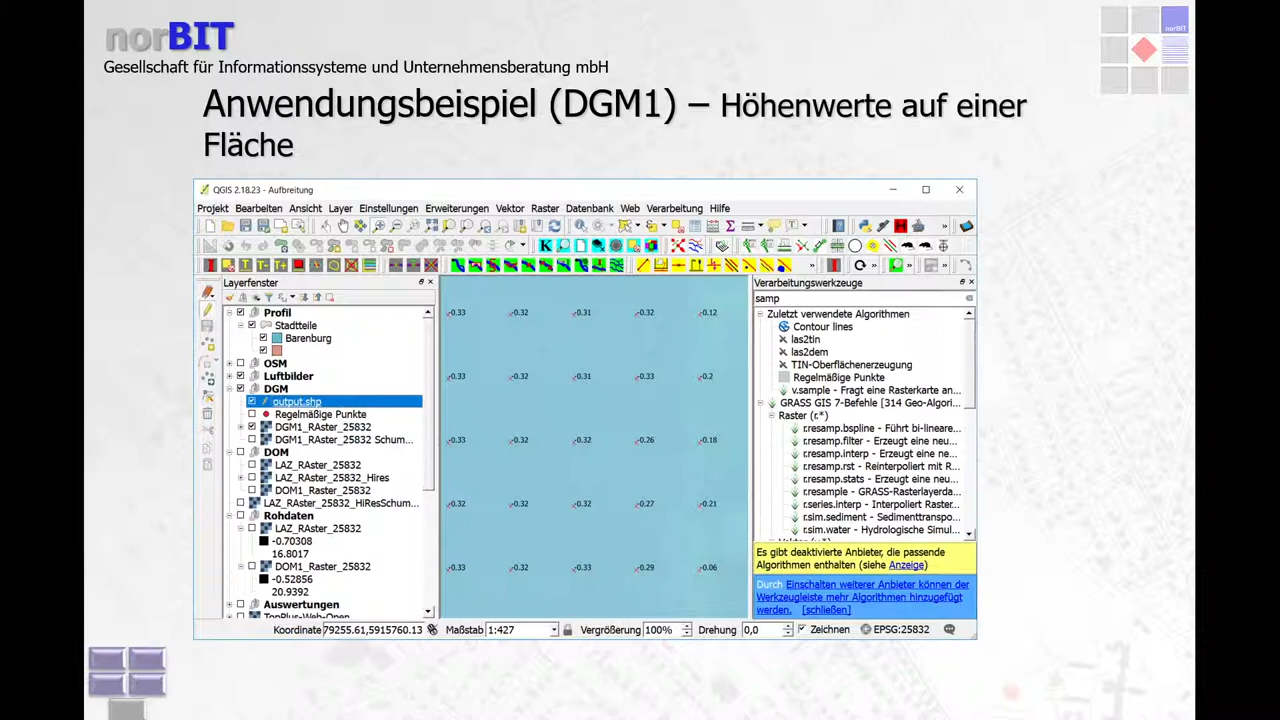 norBIT
norBIT
Gesellschaft für Informationssysteme und Unternehmensberatung mbH
Anwendungsbeispiel (DGM1) – Höhenwerte auf einer
Fläche
QGIS 2.18.23 - Aufbreitung
Projekt Bearbeiten Ansicht Layer Einstellungen Erweiterungen Vektor Raster Datenbank Web Verarbeitung Hilfe
Layerfenster
Profil
Stadtteile
Barenburg
OSM
Luftbilder
DGM
output.shp
Regelmäßige Punkte
DGM1_RAster_25832
DGM1_RAster_25832 Schum...
DOM
LAZ_RAster_25832
LAZ_RAster_25832_Hires
DOM1_Raster_25832
LAZ_RAster_25832_HiResSchum...
Rohdaten
LAZ_RAster_25832
-0.70308
16.8017
DOM1_Raster_25832
-0.52856
20.9392
Auswertungen
TopPlus-Web-Open
-0.33 -0.32 -0.31 -0.32 -0.12
-0.33 -0.32 -0.31 -0.33 -0.2
-0.33 -0.32 -0.32 -0.26 -0.18
-0.32 -0.32 -0.32 -0.27 -0.21
-0.33 -0.32 -0.33 -0.29 -0.06
Verarbeitungswerkzeuge
samp
Zuletzt verwendete Algorithmen
Contour lines
las2tin
las2dem
TIN-Oberflächenerzeugung
Regelmäßige Punkte
v.sample - Fragt eine Rasterkarte an...
GRASS GIS 7-Befehle [314 Geo-Algori...
Raster (r.*)
r.resamp.bspline - Führt bi-lineare...
r.resamp.filter - Erzeugt eine neu...
r.resamp.interp - Erzeugt eine neu...
r.resamp.rst - Reinterpoliert mit R...
r.resamp.stats - Erzeugt eine neu...
r.resample - GRASS-Rasterlayerda...
r.series.interp - Interpoliert Raster...
r.sim.sediment - Sedimenttranspo...
r.sim.water - Hydrologische Simul...
Es gibt deaktivierte Anbieter, die passende
Algorithmen enthalten (siehe Anzeige)
Durch Einschalten weiterer Anbieter können der
Werkzeugleiste mehr Algorithmen hinzugefügt
werden. [schließen]
Koordinate 79255.61,5915760.13 Maßstab 1:427 Vergrößerung 100% Drehung 0,0 Zeichnen EPSG:25832